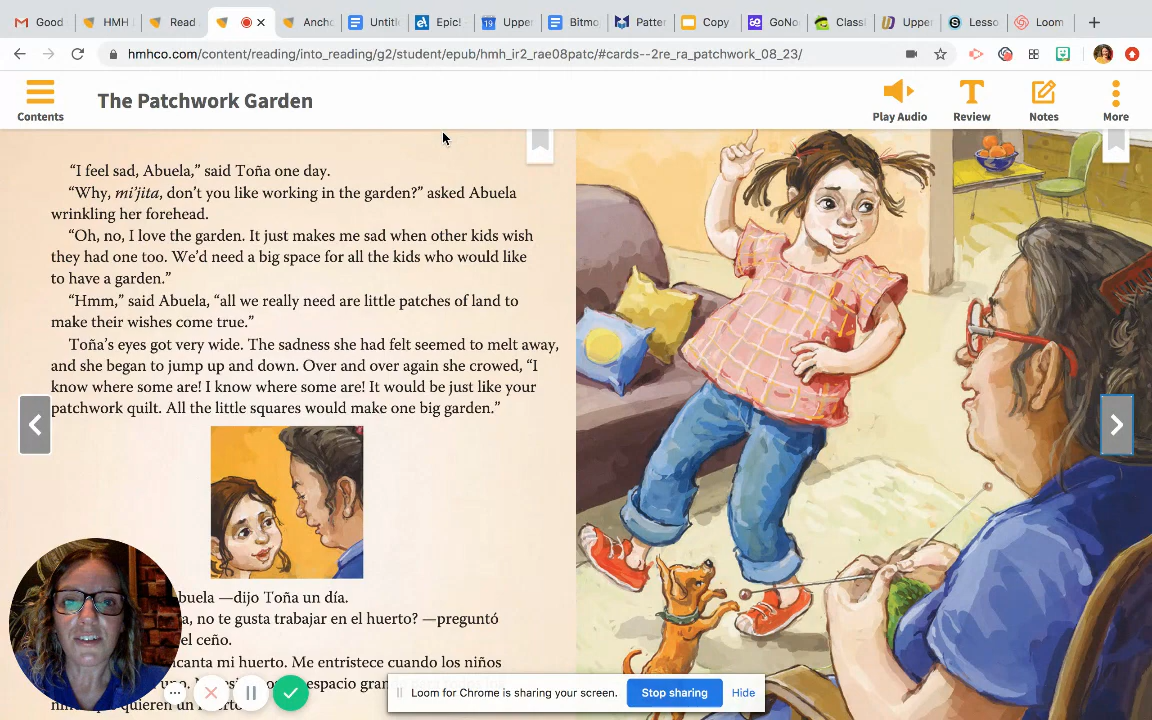 Good
HMH
Read
Ancho
Untitl
Epic!
19
Upper
Bitmo
Patter
Copy
GoNo
Classi
Upper
Lesso
Loom
hmhco.com/content/reading/into_reading/g2/student/epub/hmh_ir2_rae08patc/#cards--2re_ra_patchwork_08_23/
Contents
The Patchwork Garden
Play Audio
Review
Notes
More
“I feel sad, Abuela,” said Toña one day.
“Why, mi’jita, don’t you like working in the garden?” asked Abuela
wrinkling her forehead.
“Oh, no, I love the garden. It just makes me sad when other kids wish
they had one too. We’d need a big space for all the kids who would like
to have a garden.”
“Hmm,” said Abuela, “all we really need are little patches of land to
make their wishes come true.”
Toña’s eyes got very wide. The sadness she had felt seemed to melt away,
and she began to jump up and down. Over and over again she crowed, “I
know where some are! I know where some are! It would be just like your
patchwork quilt. All the little squares would make one big garden.”
buela —dijo Toña un día.
a, no te gusta trabajar en el huerto? —preguntó
el ceño.
canta mi huerto. Me entristece cuando los niños
espacio gran
quieren un
Loom for Chrome is sharing your screen.
Stop sharing
Hide